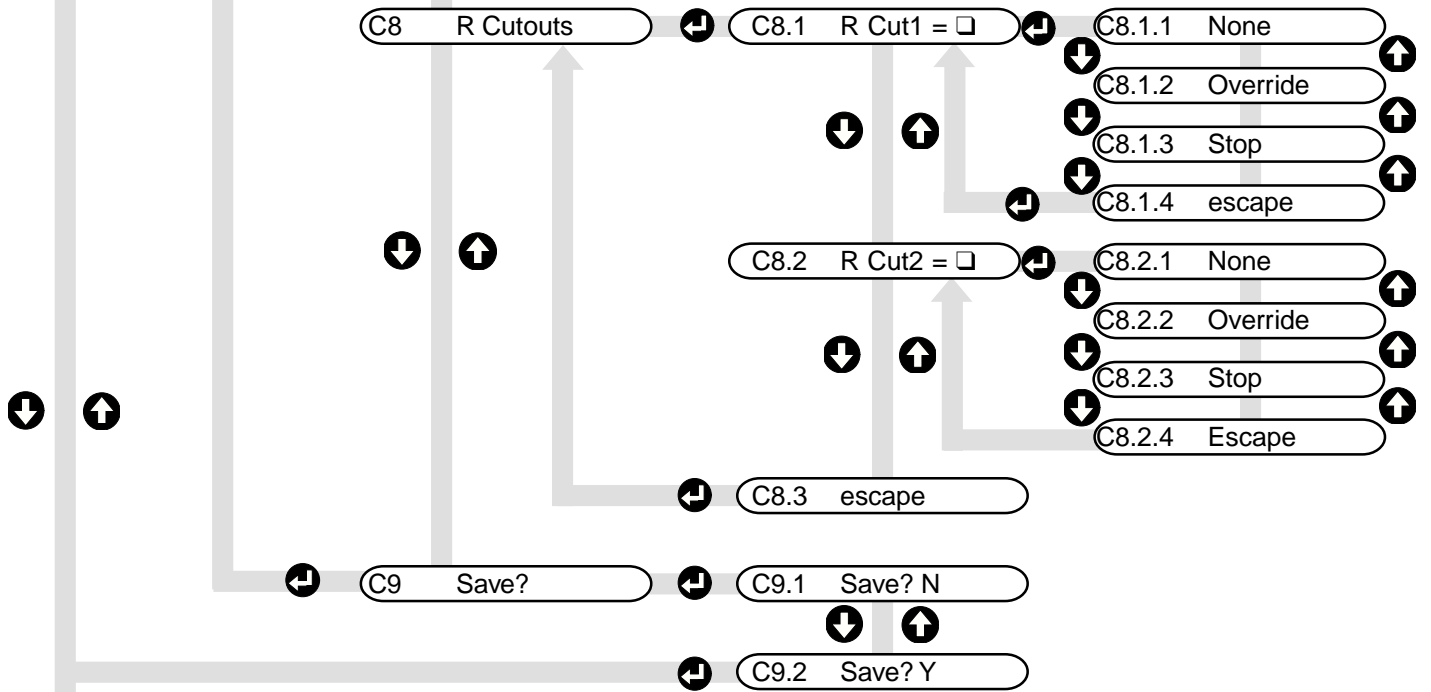 C8 R Cutouts
C8.1 R Cut1 = ❑
C8.1.1 None
C8.1.2 Override
C8.1.3 Stop
C8.1.4 escape
C8.2 R Cut2 = ❑
C8.2.1 None
C8.2.2 Override
C8.2.3 Stop
C8.2.4 Escape
C8.3 escape
C9 Save?
C9.1 Save? N
C9.2 Save? Y